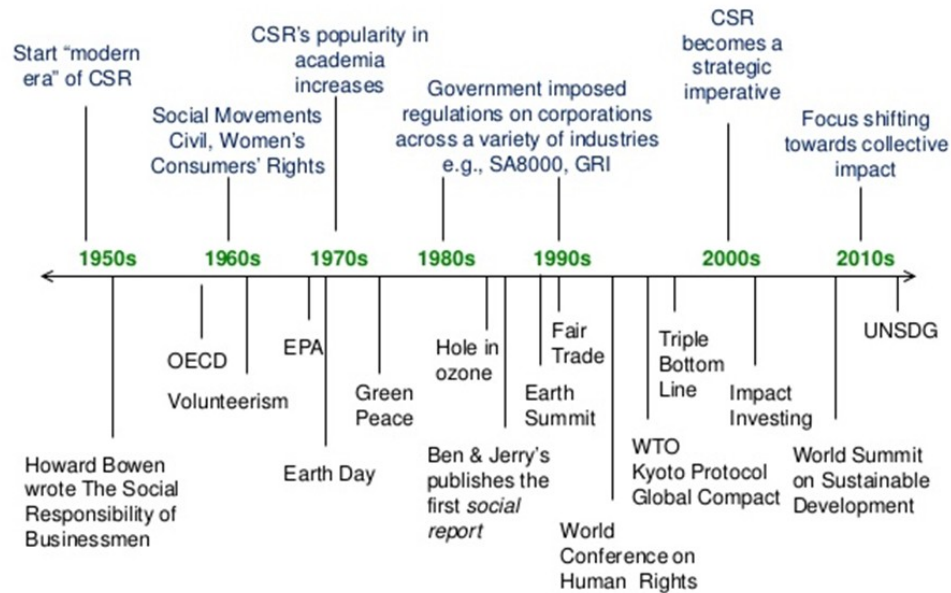 Start “modern
era” of CSR
Social Movements
Civil, Women’s
Consumers’ Rights
CSR’s popularity in
academia
increases
Government imposed
regulations on corporations
across a variety of industries
e.g., SA8000, GRI
CSR
becomes a
strategic
imperative
Focus shifting
towards collective
impact
1950s
1960s
1970s
1980s
1990s
2000s
2010s
Howard Bowen
wrote The Social
Responsibility of
Businessmen
OECD
Volunteerism
EPA
Earth Day
Green
Peace
Hole in
ozone
Ben & Jerry’s
publishes the
first social
report
Earth
Summit
Fair
Trade
World
Conference on
Human Rights
WTO
Kyoto Protocol
Global Compact
Triple
Bottom
Line
Impact
Investing
World Summit
on Sustainable
Development
UNSDG